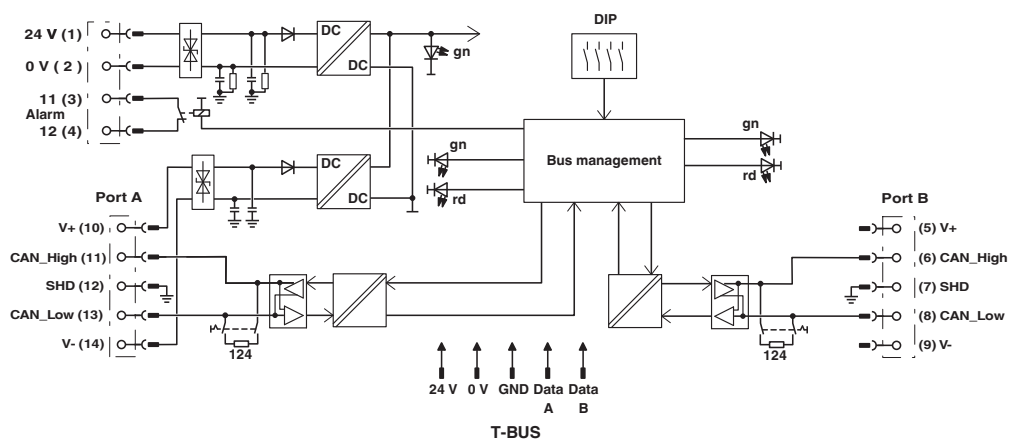 24 V (1)
0 V ( 2 )
11 (3)
Alarm
12 (4)
DC
DC
gn
DIP
Bus management
gn
rd
gn
rd
DC
DC
Port A
V+ (10)
CAN_High (11)
SHD (12)
CAN_Low (13)
V- (14)
124
Port B
(5) V+
(6) CAN_High
(7) SHD
(8) CAN_Low
(9) V-
124
24 V 0 V GND Data Data
A B
T-BUS